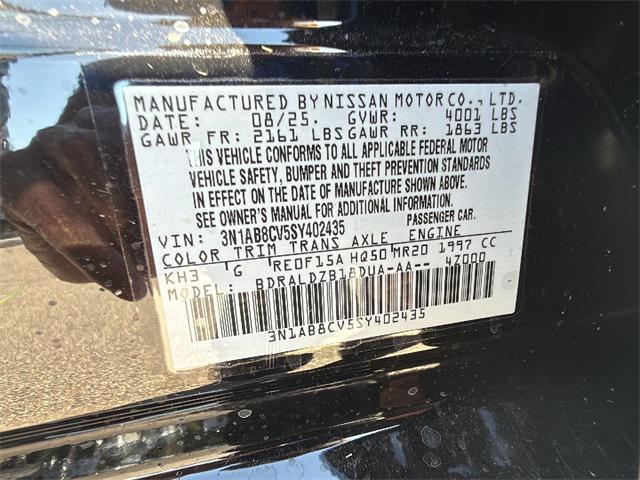 MANUFACTURED BY NISSAN MOTOR CO., LTD.
DATE: 08/25. GVWR: 4001 LBS
GAWR FR: 2161 LBS GAWR RR: 1863 LBS
THIS VEHICLE CONFORMS TO ALL APPLICABLE FEDERAL MOTOR
VEHICLE SAFETY, BUMPER AND THEFT PREVENTION STANDARDS
IN EFFECT ON THE DATE OF MANUFACTURE SHOWN ABOVE.
SEE OWNER'S MANUAL FOR ADDITIONAL INFORMATION.
VIN: 3N1AB8CV5SY402435 PASSENGER CAR.
COLOR TRIM TRANS AXLE ENGINE
KH3 G RE0F15A HQ50 MR20 1997 CC
MODEL: BDRALDZB18DUA-AA-- 47000
3N1AB8CV5SY402435